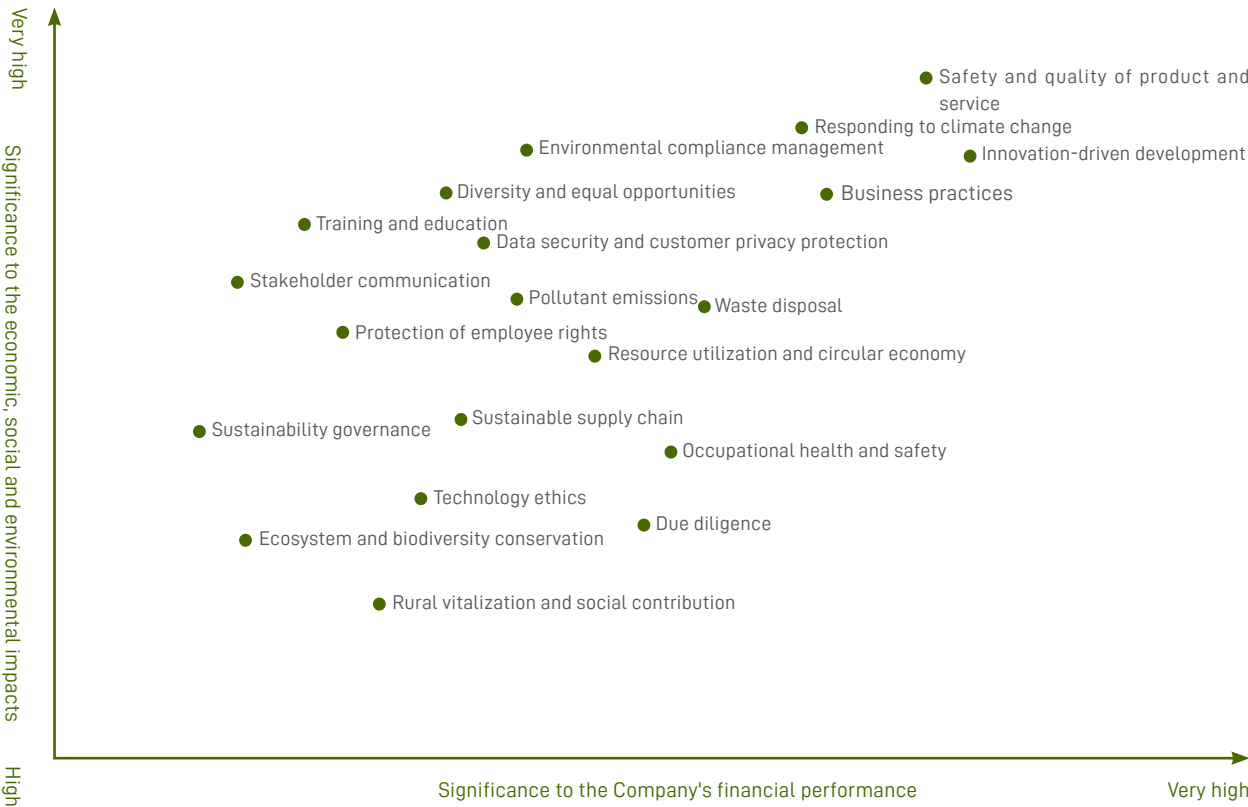 Very high
Significance to the economic, social and environmental impacts
High
Safety and quality of product and
service
Responding to climate change
Environmental compliance management
Innovation-driven development
Diversity and equal opportunities
Business practices
Training and education
Data security and customer privacy protection
Stakeholder communication
Pollutant emissions
Waste disposal
Protection of employee rights
Resource utilization and circular economy
Sustainable supply chain
Sustainability governance
Occupational health and safety
Technology ethics
Due diligence
Ecosystem and biodiversity conservation
Rural vitalization and social contribution
Significance to the Company's financial performance
Very high